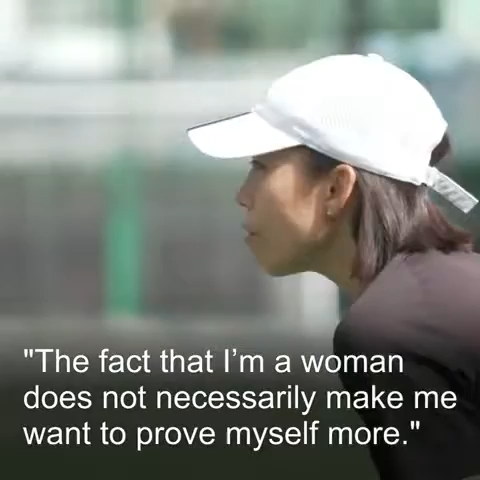 "The fact that I’m a woman
does not necessarily make me
want to prove myself more."